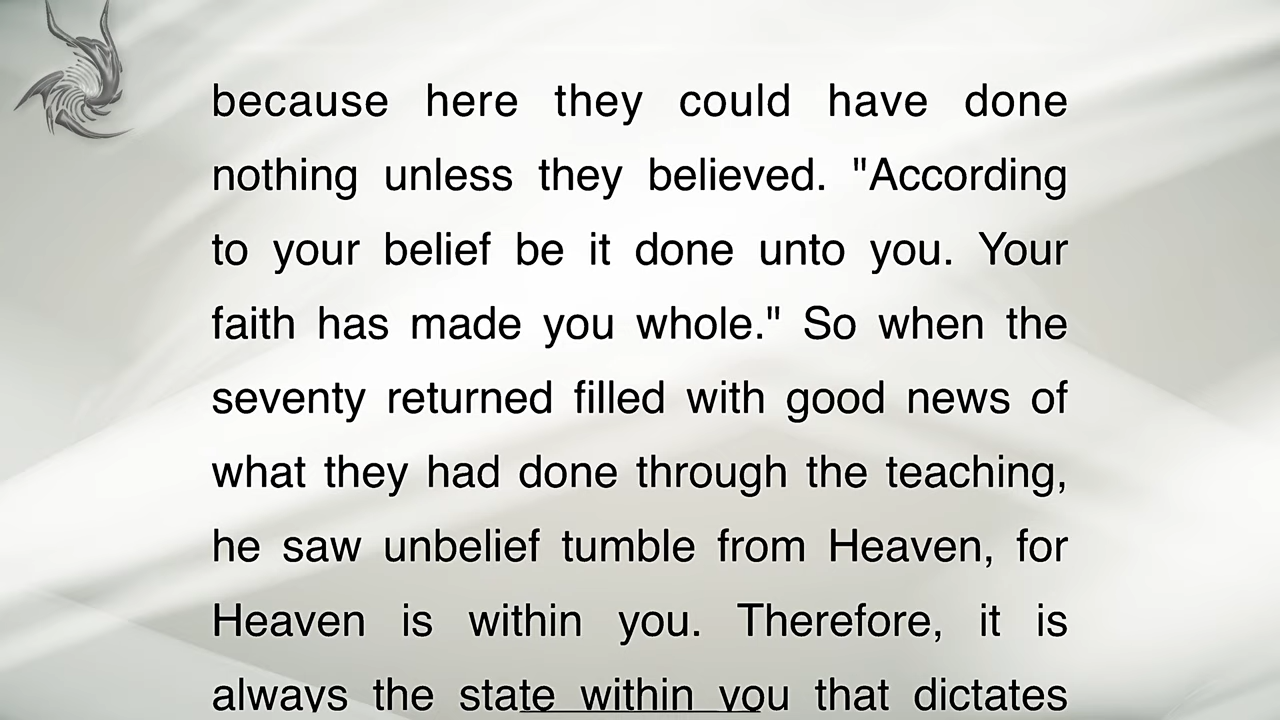 because here they could have done
nothing unless they believed. "According
to your belief be it done unto you. Your
faith has made you whole." So when the
seventy returned filled with good news of
what they had done through the teaching,
he saw unbelief tumble from Heaven, for
Heaven is within you. Therefore, it is
always the state within you that dictates